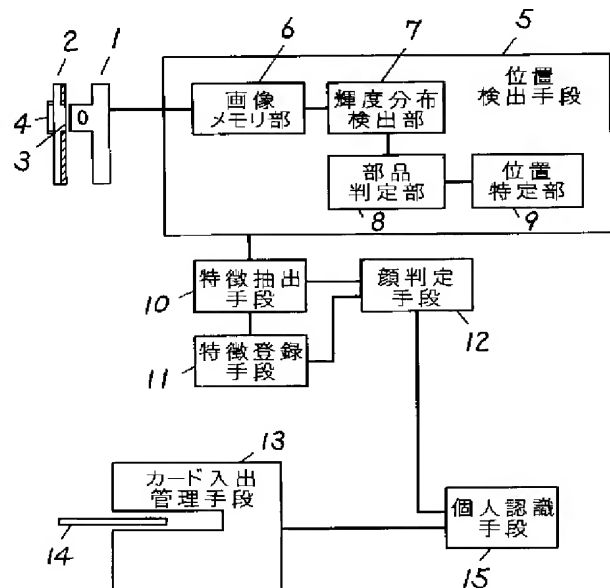 2
1
6
7
5
4
3
画像
メモリ部
輝度分布
検出部
位置
検出手段
部品
判定部
位置
特定部
8
9
特徴抽出
手段
顔判定
手段
10
12
特徴登録
手段
11
13
カード入出
管理手段
14
個人認識
手段
15